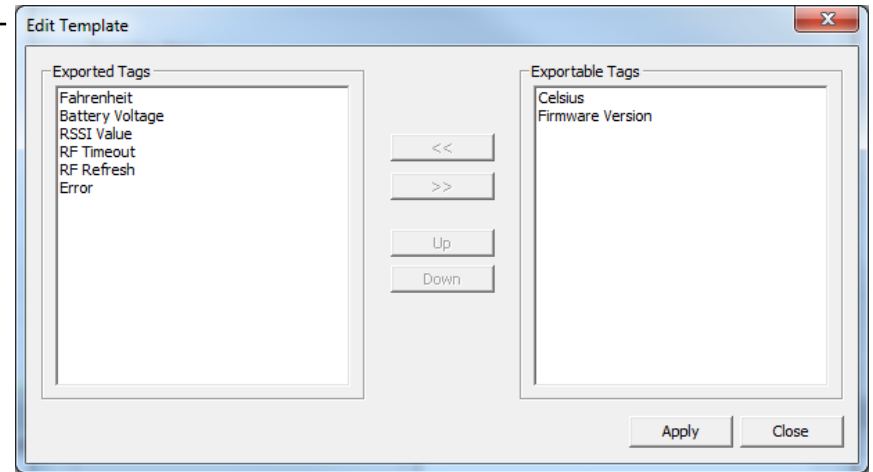 Edit Template
Exported Tags
Fahrenheit
Battery Voltage
RSSI Value
RF Timeout
RF Refresh
Error
<<
>>
Up
Down
Exportable Tags
Celsius
Firmware Version
Apply
Close